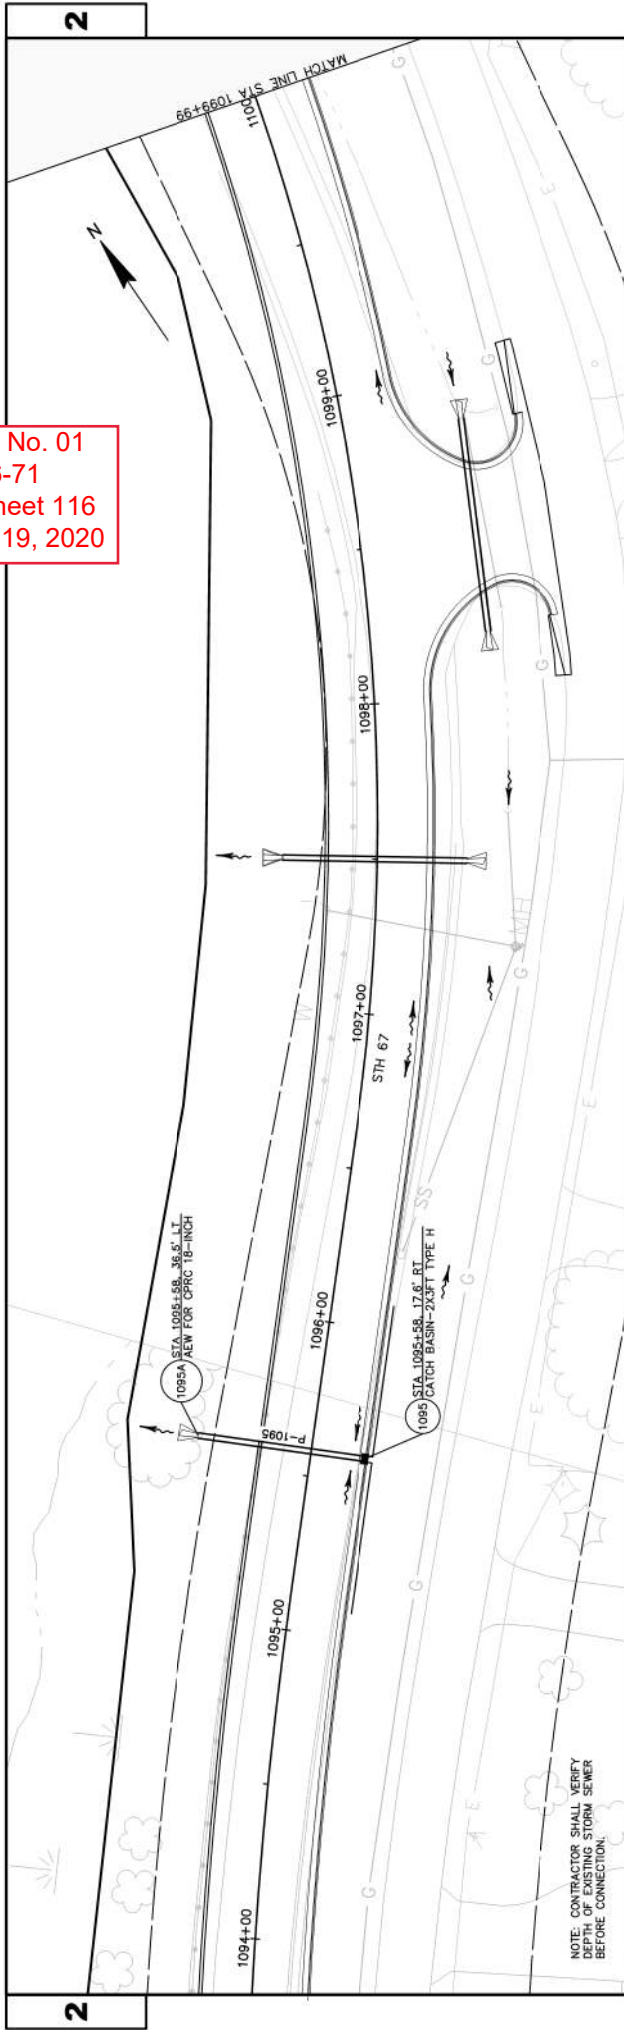 2
MATCH LINE STA 1099+99
1100
N
No. 01
6-71
heet 116
19, 2020
1099+00
1098+00
1097+00
STH 67
1096+00
1095+00
1094+00
1095A
STA 1095+58, 36.5' LT
AEW FOR CPRC 18-INCH
P-1095
1095
STA 1095+58, 17.6' RT
CATCH BASIN-2X3FT TYPE H
G
G
G
G
G
G
G
G
E
E
E
E
W
MH
SS
NOTE: CONTRACTOR SHALL VERIFY
DEPTH OF EXISTING STORM SEWER
BEFORE CONNECTION.
2